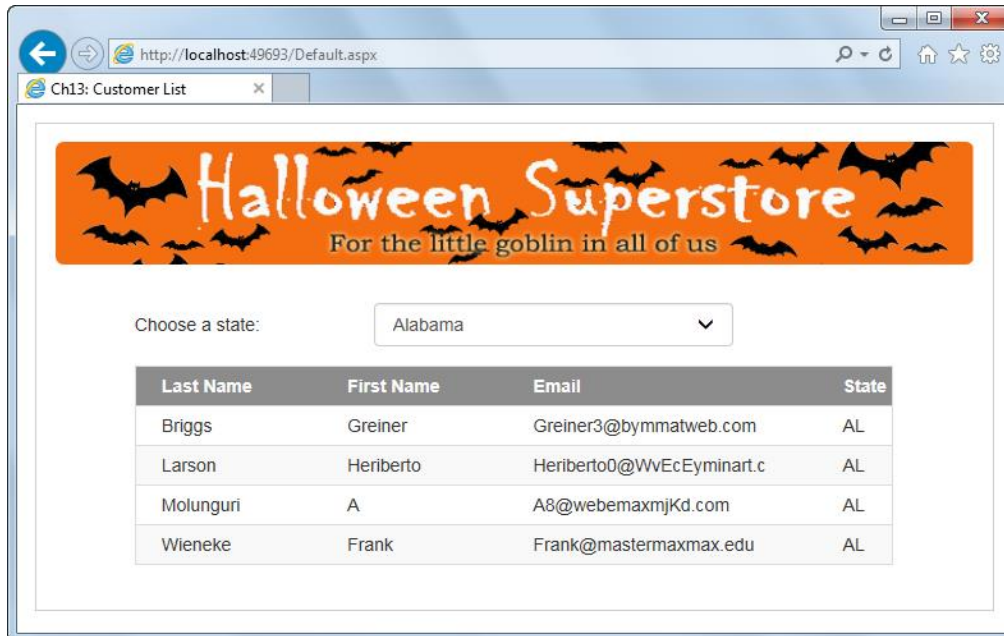 http://localhost:49693/Default.aspx
Ch13: Customer List
Halloween Superstore
For the little goblin in all of us
Choose a state: Alabama
Last Name First Name Email State
Briggs Greiner Greiner3@bymmatweb.com AL
Larson Heriberto Heriberto0@WvEcEyminart.c AL
Molunguri A A8@webemaxmjKd.com AL
Wieneke Frank Frank@mastermaxmax.edu AL